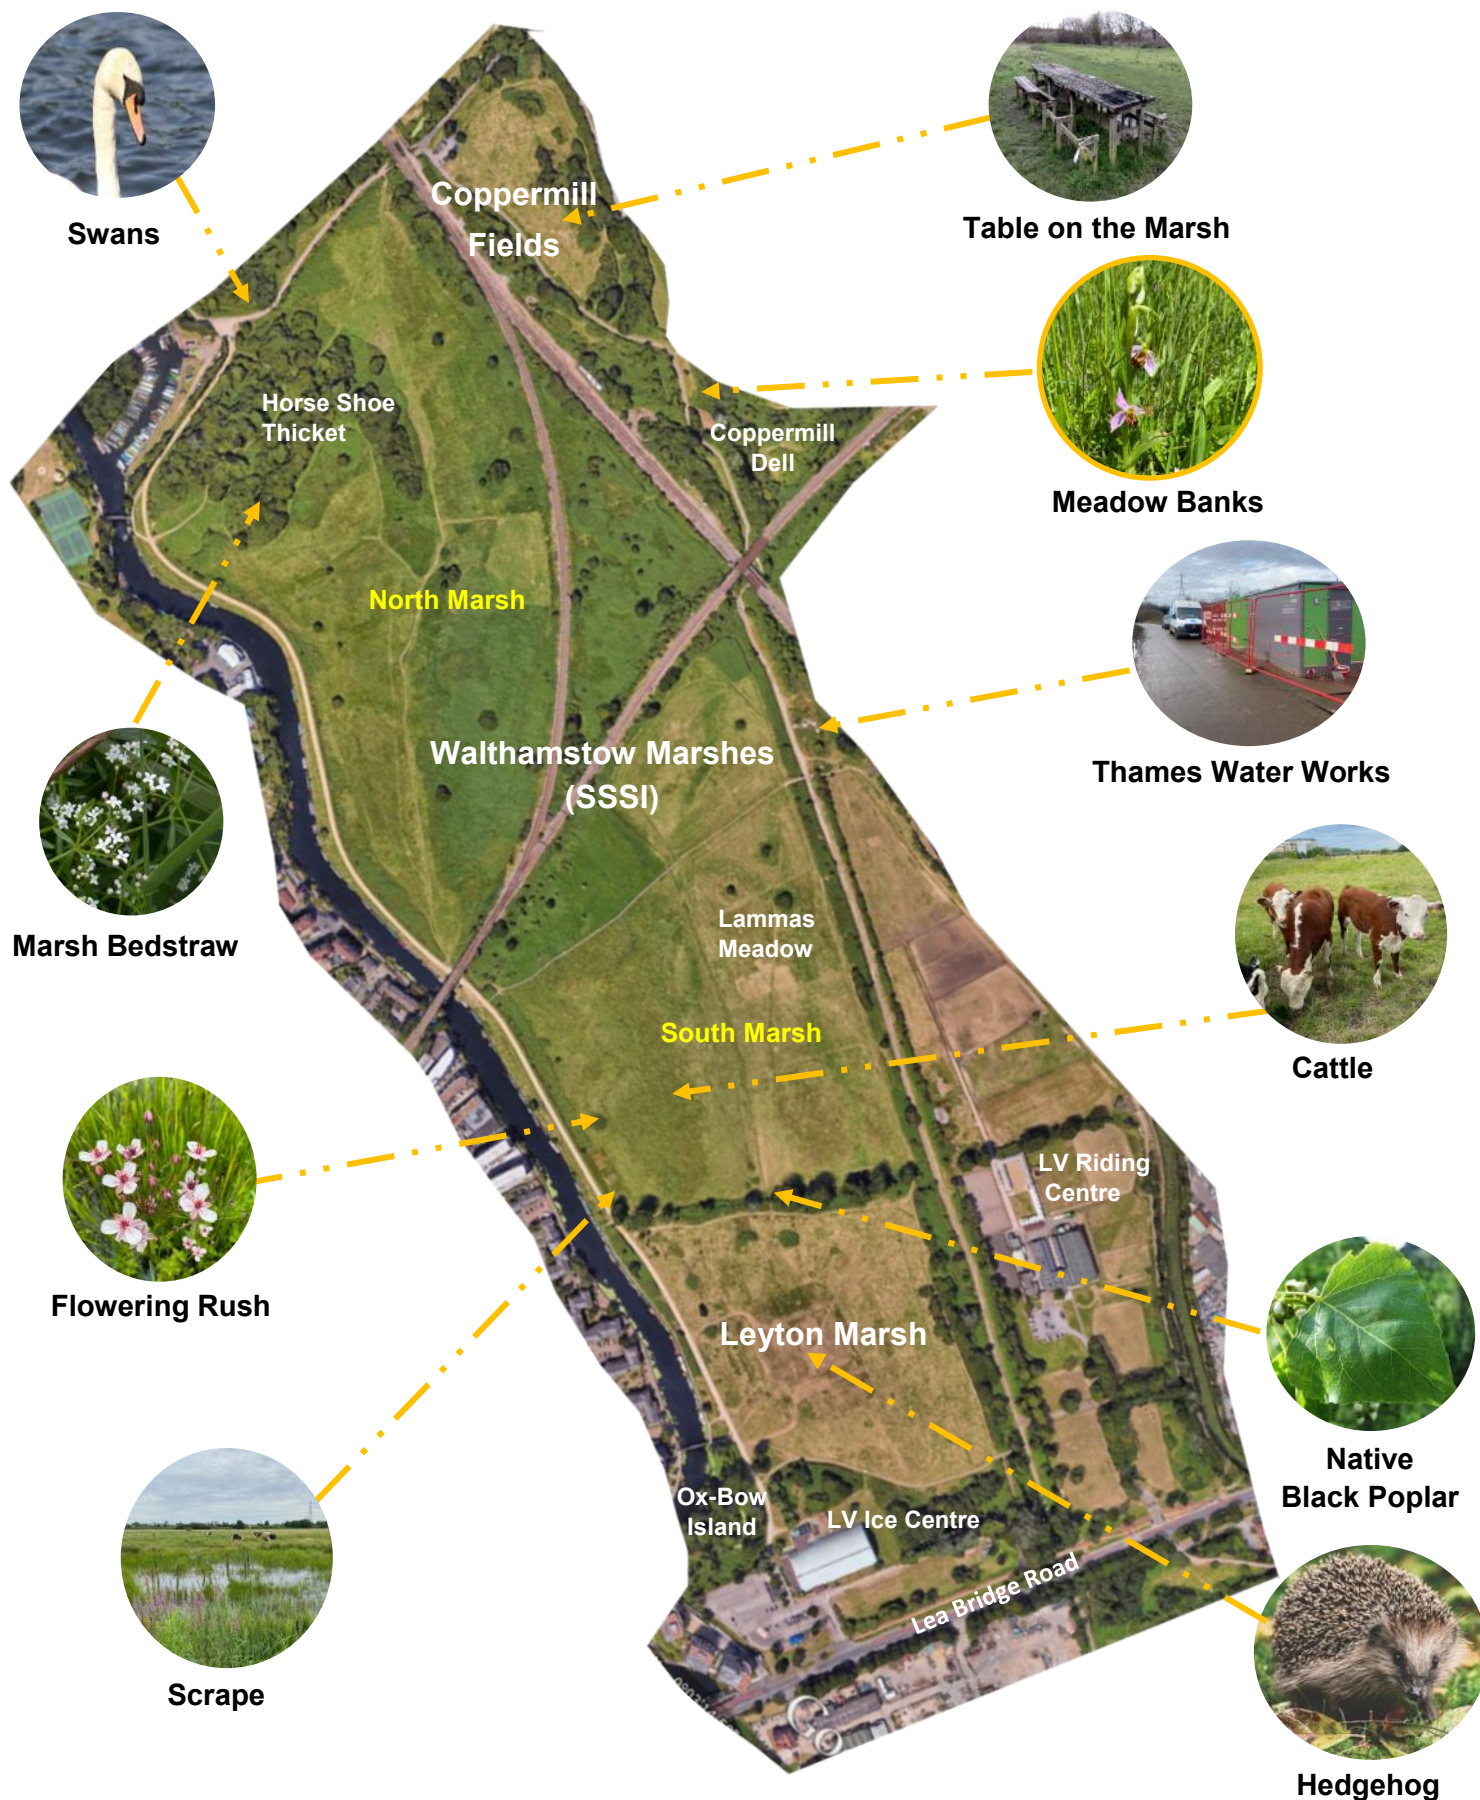 Swans
Coppermill
Fields
Table on the Marsh
Horse Shoe
Thicket
Coppermill
Dell
Meadow Banks
North Marsh
Thames Water Works
Walthamstow Marshes
(SSSI)
Marsh Bedstraw
Lammas
Meadow
South Marsh
Cattle
LV Riding
Centre
Flowering Rush
Leyton Marsh
Native
Black Poplar
Ox-Bow
Island
LV Ice Centre
Lea Bridge Road
Scrape
Hedgehog